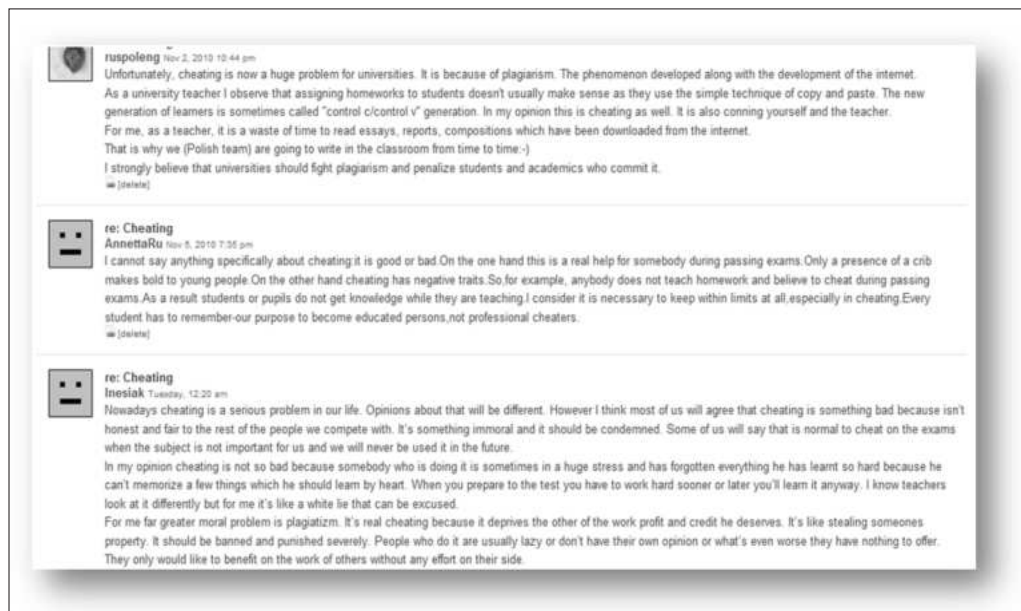 ruspoleng Nov 2, 2010 10:44 pm
Unfortunately, cheating is now a huge problem for universities. It is because of plagiarism. The phenomenon developed along with the development of the internet.
As a university teacher I observe that assigning homeworks to students doesn't usually make sense as they use the simple technique of copy and paste. The new
generation of learners is sometimes called "control c/control v" generation. In my opinion this is cheating as well. It is also conning yourself and the teacher.
For me, as a teacher, it is a waste of time to read essays, reports, compositions which have been downloaded from the internet.
That is why we (Polish team) are going to write in the classroom from time to time:-)
I strongly believe that universities should fight plagiarism and penalize students and academics who commit it.
[delete]
re: Cheating
AnnettaRu Nov 5, 2010 7:35 pm
I cannot say anything specifically about cheating:it is good or bad.On the one hand this is a real help for somebody during passing exams.Only a presence of a crib
makes bold to young people.On the other hand cheating has negative traits.So,for example, anybody does not teach homework and believe to cheat during passing
exams.As a result students or pupils do not get knowledge while they are teaching.I consider it is necessary to keep within limits at all,especially in cheating.Every
student has to remember-our purpose to become educated persons,not professional cheaters.
[delete]
re: Cheating
Inesiak Tuesday, 12:20 am
Nowadays cheating is a serious problem in our life. Opinions about that will be different. However I think most of us will agree that cheating is something bad because isn't
honest and fair to the rest of the people we compete with. It's something immoral and it should be condemned. Some of us will say that is normal to cheat on the exams
when the subject is not important for us and we will never be used it in the future.
In my opinion cheating is not so bad because somebody who is doing it is sometimes in a huge stress and has forgotten everything he has learnt so hard because he
can't memorize a few things which he should learn by heart. When you prepare to the test you have to work hard sooner or later you'll learn it anyway. I know teachers
look at it differently but for me it's like a white lie that can be excused.
For me far greater moral problem is plagiatizm. It's real cheating because it deprives the other of the work profit and credit he deserves. It's like stealing someones
property. It should be banned and punished severely. People who do it are usually lazy or don't have their own opinion or what's even worse they have nothing to offer.
They only would like to benefit on the work of others without any effort on their side.